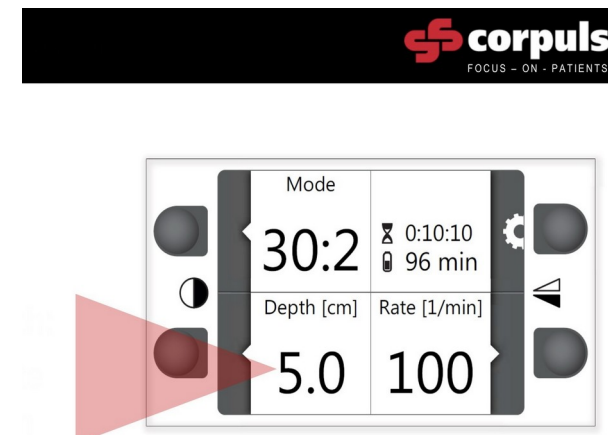 corpuls
FOCUS – ON - PATIENTS
Mode
30:2
0:10:10
96 min
Depth [cm]
5.0
Rate [1/min]
100